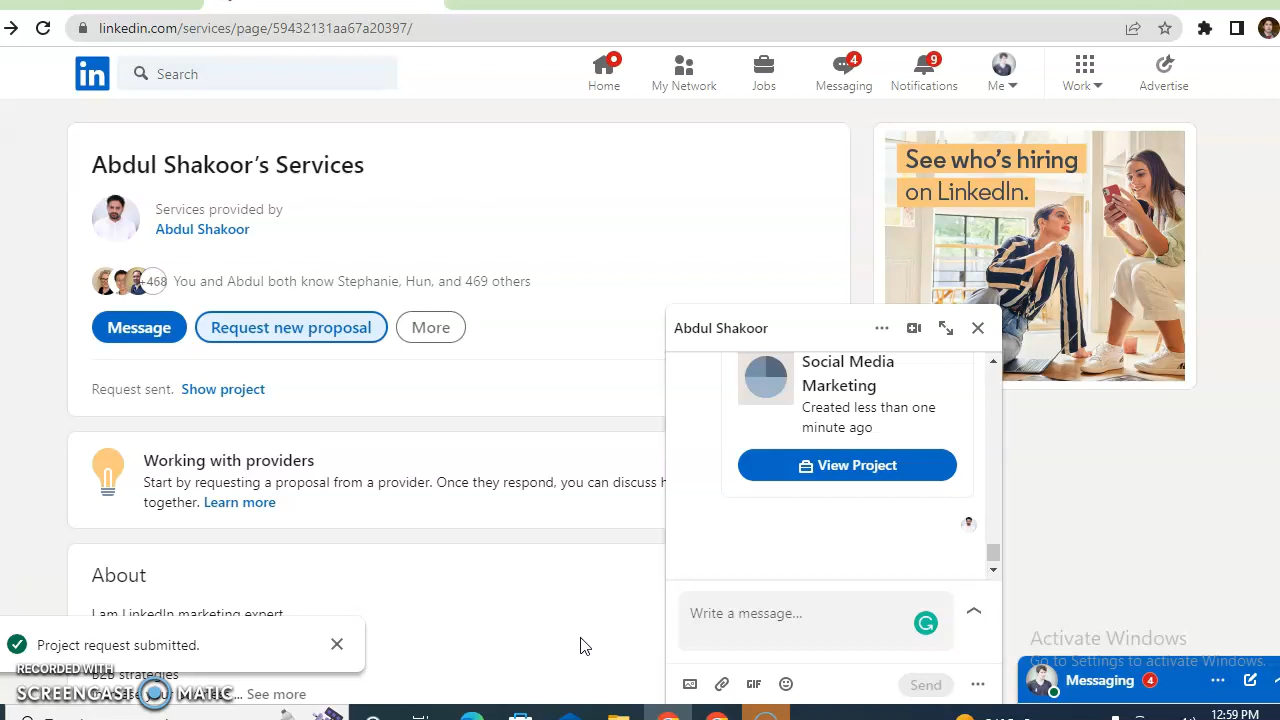 linkedin.com/services/page/59432131aa67a20397/
in
Search
Home
My Network
Jobs
4
Messaging
9
Notifications
Me
Work
Advertise
Abdul Shakoor's Services
Services provided by
Abdul Shakoor
+468
You and Abdul both know Stephanie, Hun, and 469 others
Message
Request new proposal
More
Request sent. Show project
See who's hiring
on LinkedIn.
Working with providers
Start by requesting a proposal from a provider. Once they respond, you can discuss
together. Learn more
About
I am LinkedIn marketing expert
B2B strategies
... See more
Project request submitted.
RECORDED WITH
SCREENCAST MATIC
Abdul Shakoor
Social Media
Marketing
Created less than one
minute ago
View Project
Write a message...
GIF
Send
Activate Windows
Go to Settings to activate Windows.
Messaging 4
12:59 PM